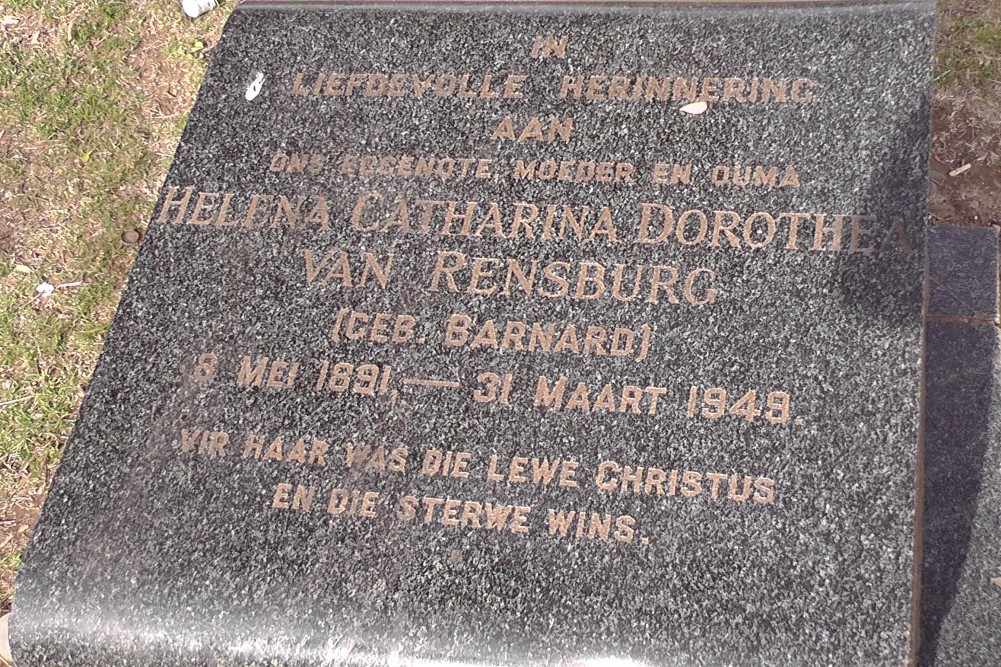 IN
LIEFDEVOLLE HERINNERING
AAN
ONS EGGENOTE, MOEDER EN OUMA
HELENA CATHARINA DOROTHEA
VAN RENSBURG
(GEB. BARNARD)
8 MEI 1891, — 31 MAART 1949.
VIR HAAR WAS DIE LEWE CHRISTUS
EN DIE STERWE WINS.